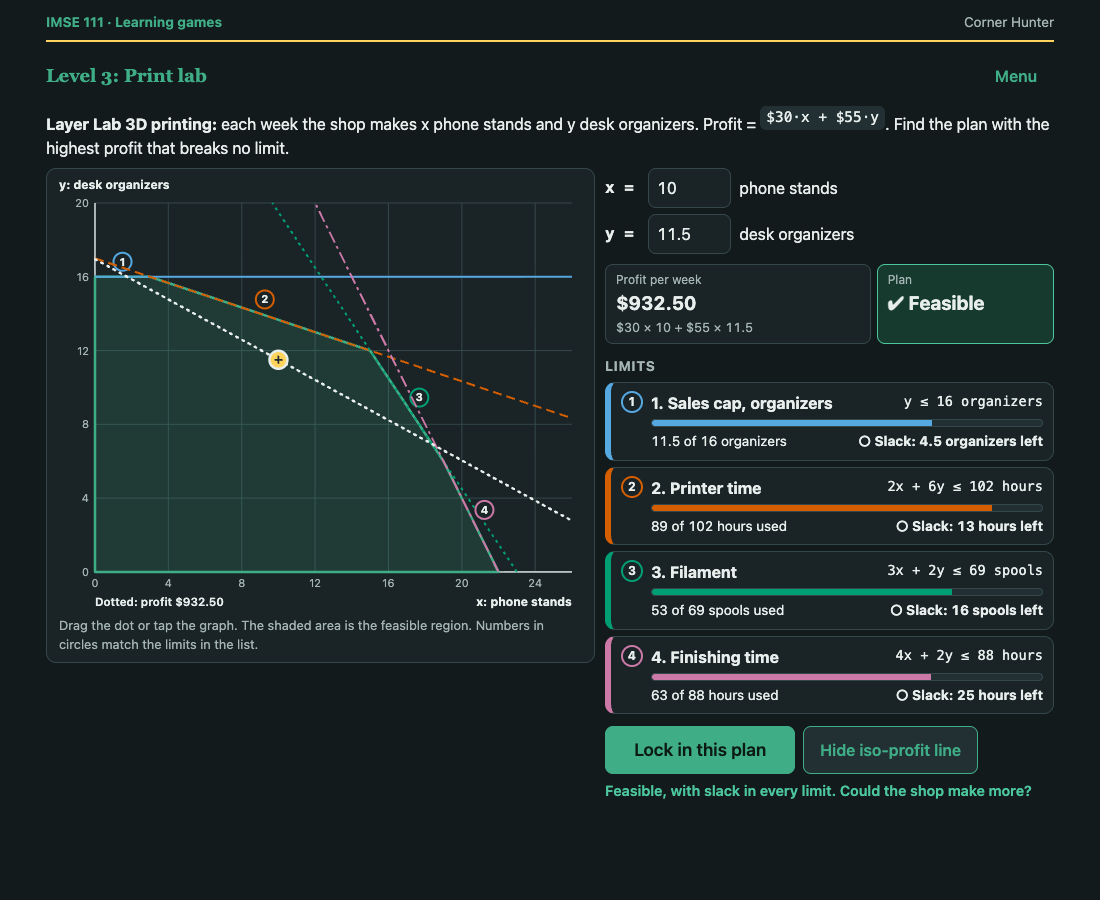 IMSE 111 · Learning games
Corner Hunter
Level 3: Print lab
Menu
Layer Lab 3D printing: each week the shop makes x phone stands and y desk organizers. Profit = $30·x + $55·y. Find the plan with the
highest profit that breaks no limit.
y: desk organizers
20
16
12
8
4
0
0 4 8 12 16 20 24
1
2
+
3
4
Dotted: profit $932.50
x: phone stands
Drag the dot or tap the graph. The shaded area is the feasible region. Numbers in
circles match the limits in the list.
x = 10 phone stands
y = 11.5 desk organizers
Profit per week
$932.50
$30 × 10 + $55 × 11.5
Plan
✔ Feasible
LIMITS
1 1. Sales cap, organizers y ≤ 16 organizers
11.5 of 16 organizers Slack: 4.5 organizers left
2 2. Printer time 2x + 6y ≤ 102 hours
89 of 102 hours used Slack: 13 hours left
3 3. Filament 3x + 2y ≤ 69 spools
53 of 69 spools used Slack: 16 spools left
4 4. Finishing time 4x + 2y ≤ 88 hours
63 of 88 hours used Slack: 25 hours left
Lock in this plan
Hide iso-profit line
Feasible, with slack in every limit. Could the shop make more?